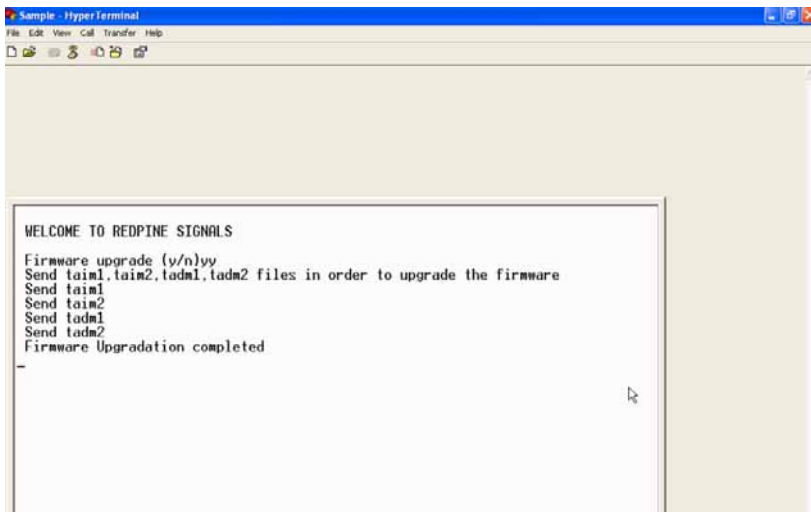 Sample - HyperTerminal
File Edit View Call Transfer Help
WELCOME TO REDPINE SIGNALS
Firmware upgrade (y/n)yy
Send taim1,taim2,tadm1,tadm2 files in order to upgrade the firmware
Send taim1
Send taim2
Send tadm1
Send tadm2
Firmware Upgradation completed